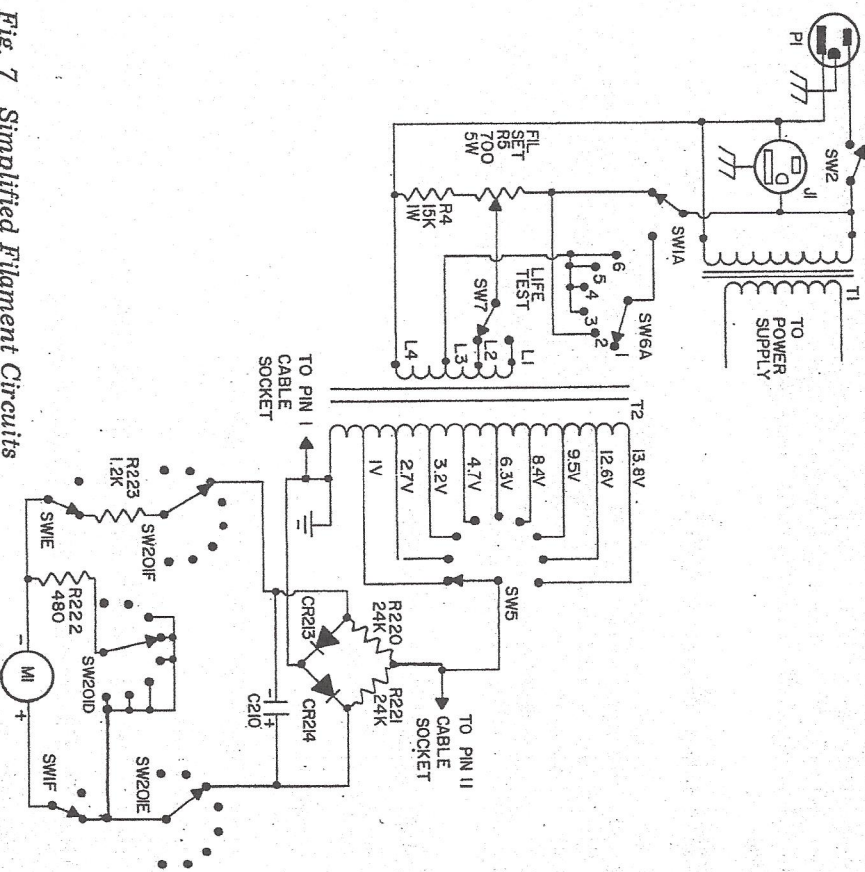 P1
SW2
J1
T1
TO
POWER
SUPPLY
FIL
SET
R5
700
5W
R4
15K
1W
SW1A
SW6A
LIFE
TEST
6
5
4
3
2
1
SW7
L4
L3
L2
L1
T2
TO PIN 1
CABLE
SOCKET
1V
2.7V
3.2V
4.7V
6.3V
8.4V
9.5V
12.6V
13.8V
SW5
R220
24K
R221
24K
CR213
CR214
TO PIN 11
CABLE
SOCKET
-
+
C210
R223
1.2K
SW201F
SW1E
R222
480
SW201D
SW201E
SW1F
-
M1
+
Fig. 7 Simplified Filament Circuits